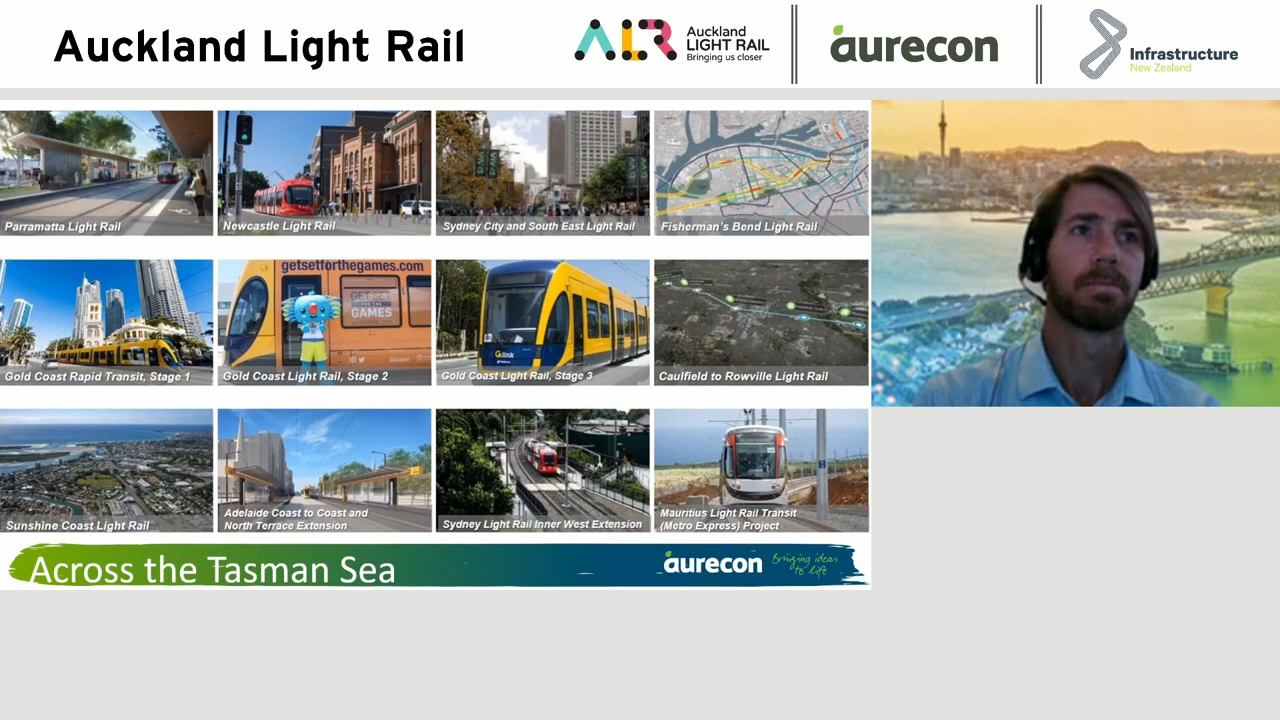 Auckland Light Rail
ALR
Auckland
LIGHT RAIL
Bringing us closer
aurecon
Infrastructure
New Zealand
Parramatta Light Rail
Newcastle Light Rail
Sydney City and South East Light Rail
Fisherman's Bend Light Rail
getsetforthegames.com
GET SET
FOR THE
GAMES
G:link
Gold Coast Rapid Transit, Stage 1
Gold Coast Light Rail, Stage 2
Gold Coast Light Rail, Stage 3
Caulfield to Rowville Light Rail
Sunshine Coast Light Rail
Adelaide Coast to Coast and
North Terrace Extension
Sydney Light Rail Inner West Extension
Mauritius Light Rail Transit
(Metro Express) Project
Across the Tasman Sea
aurecon
Bringing ideas
to life